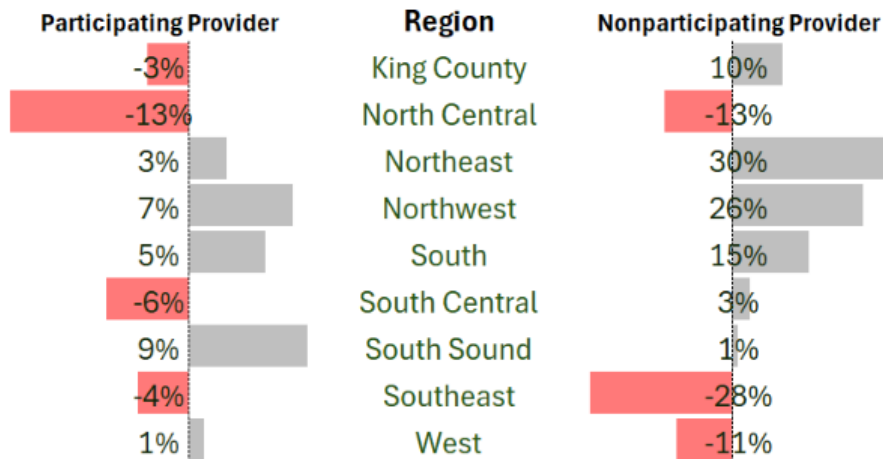 Participating Provider Region Nonparticipating Provider
-3% King County 10%
-13% North Central -13%
3% Northeast 30%
7% Northwest 26%
5% South 15%
-6% South Central 3%
9% South Sound 1%
-4% Southeast -28%
1% West -11%